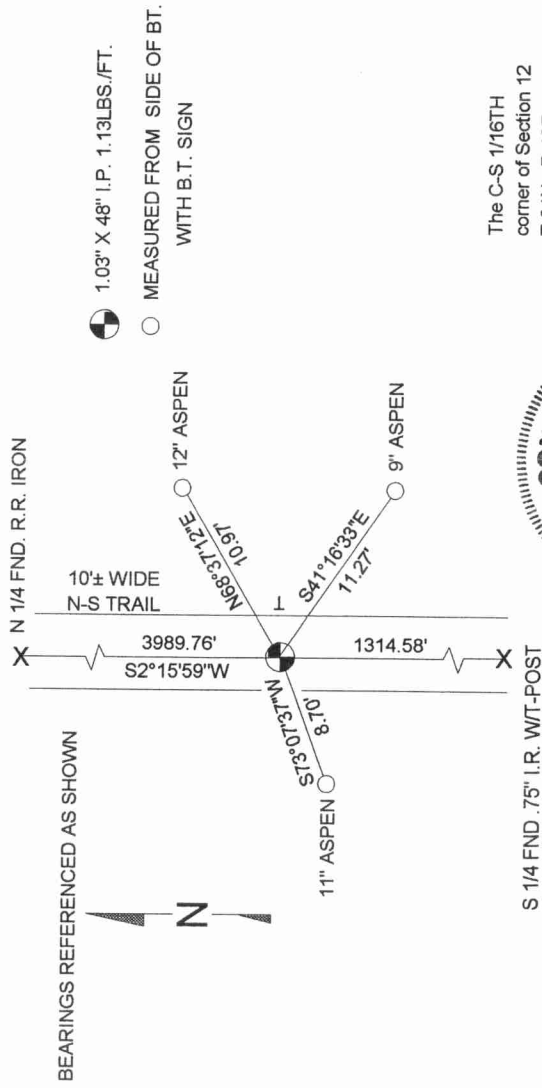 BEARINGS REFERENCED AS SHOWN
N
N 1/4 FND. R.R. IRON
10'± WIDE
N-S TRAIL
3989.76'
S2°15'59"W
N68°37'12"E
10.97'
12" ASPEN
S73°07'37"W
8.70'
11" ASPEN
S41°16'33"E
11.27'
9" ASPEN
1314.58'
S 1/4 FND .75" I.R. W/T-POST
1.03" X 48" I.P. 1.13LBS./FT.
MEASURED FROM SIDE OF BT.
WITH B.T. SIGN
The C-S 1/16TH
corner of Section 12